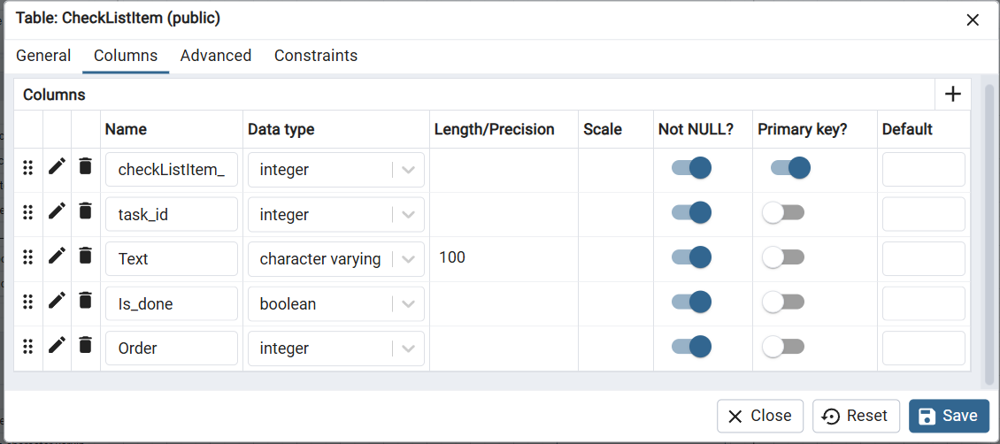 Table: CheckListItem (public)
General Columns Advanced Constraints
Columns
Name Data type Length/Precision Scale Not NULL? Primary key? Default
checkListItem_ integer
task_id integer
Text character varying 100
Is_done boolean
Order integer
Close Reset Save